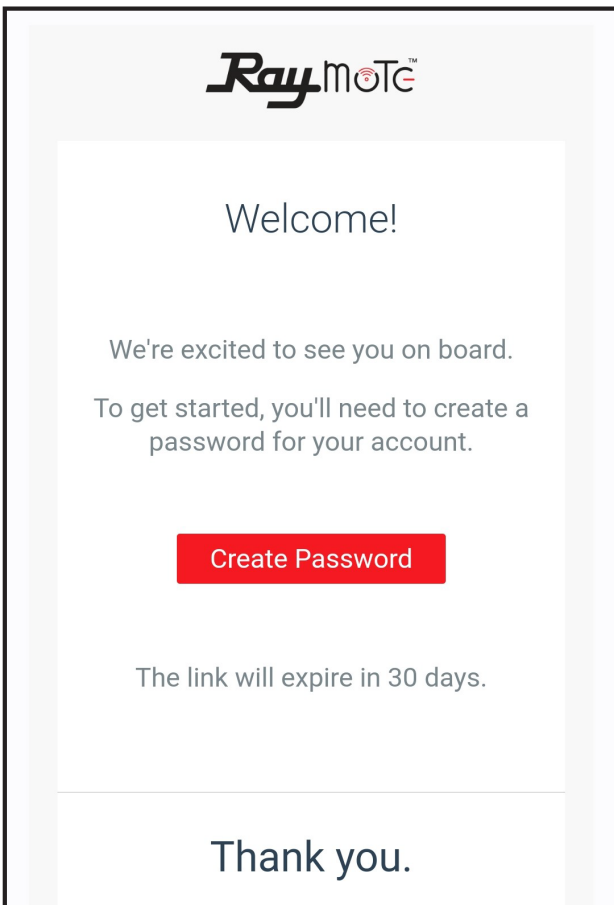 Raymote™
Welcome!
We're excited to see you on board.
To get started, you'll need to create a
password for your account.
Create Password
The link will expire in 30 days.
Thank you.